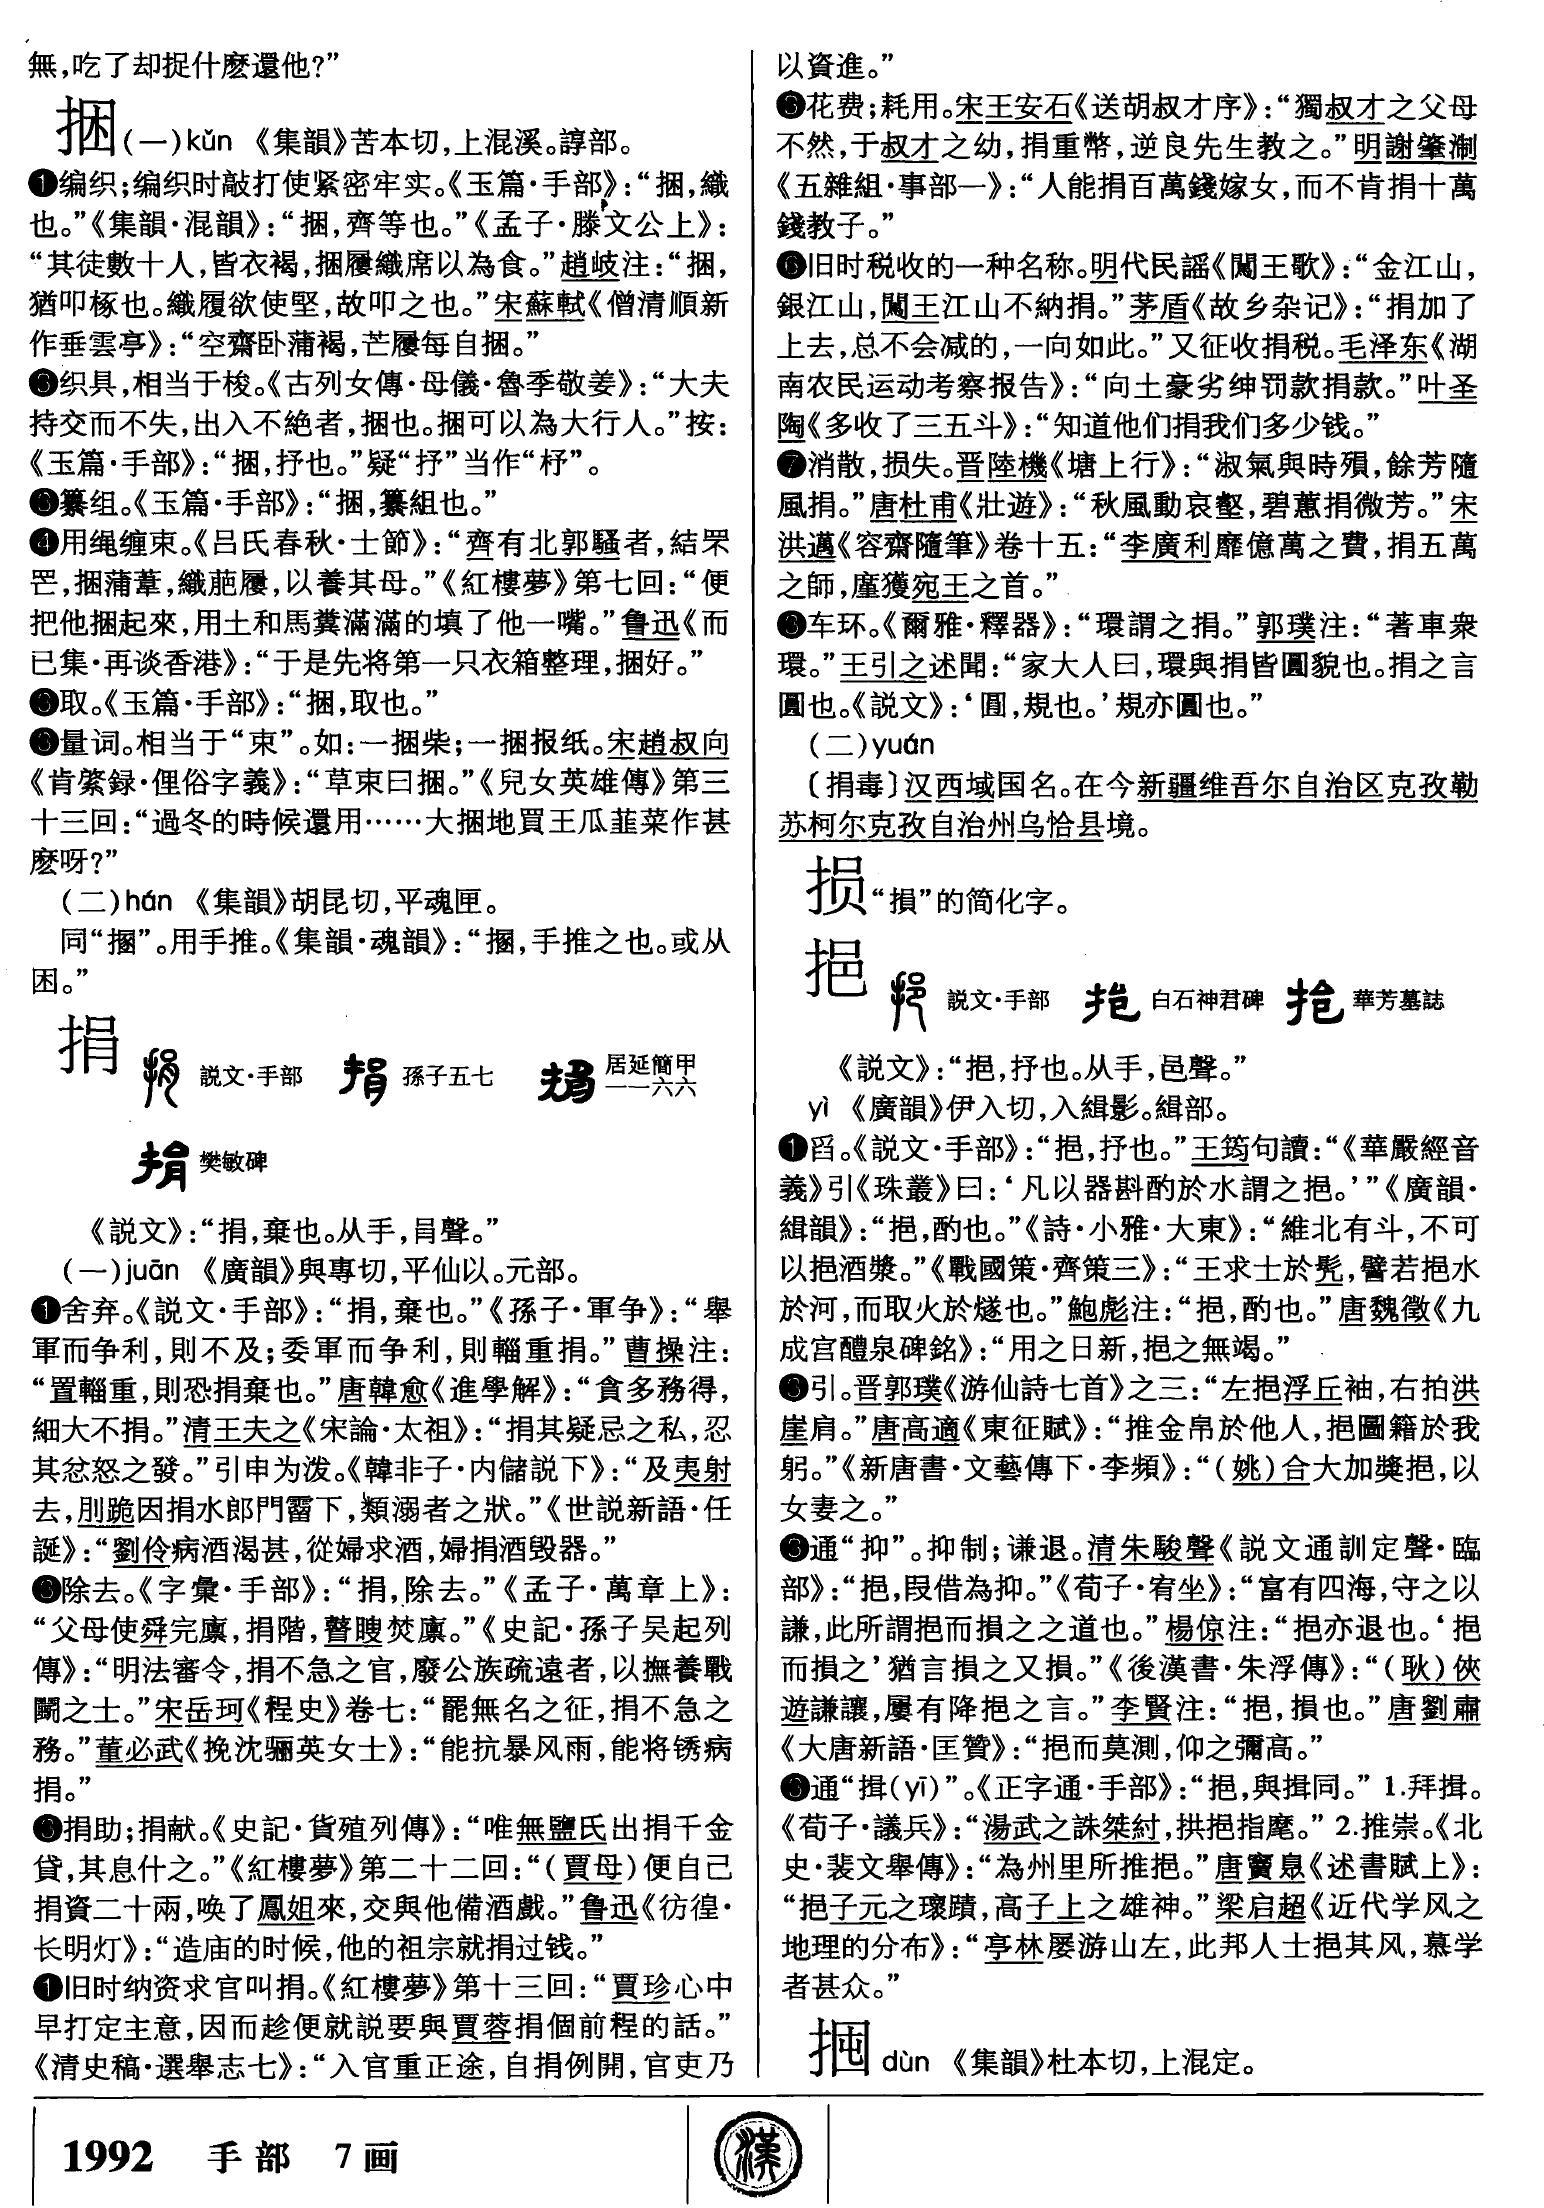 無，吃了却捉什麽還他？”
捆（一）kǔn 《集韻》苦本切，上混溪。諄部。
❶编织；编织时敲打使紧密牢实。《玉篇·手部》：“捆，織
也。”《集韻·混韻》：“捆，齊等也。”《孟子·滕文公上》：
“其徒數十人，皆衣褐，捆屨織席以為食。”趙岐注：“捆，
猶叩椓也。織屨欲使堅，故叩之也。”宋蘇軾《僧清順新
作垂雲亭》：“空齋卧蒲褐，芒屨每自捆。”
❸织具，相当于梭。《古列女傳·母儀·魯季敬姜》：“大夫
持交而不失，出入不絶者，捆也。捆可以為大行人。”按：
《玉篇·手部》：“捆，抒也。”疑“抒”当作“杼”。
❸纂组。《玉篇·手部》：“捆，纂組也。”
❹用绳缠束。《吕氏春秋·士節》：“齊有北郭騷者，結罘
罔，捆蒲葦，織萉屨，以養其母。”《紅樓夢》第七回：“便
把他捆起來，用土和馬糞滿滿的填了他一嘴。”鲁迅《而
已集·再谈香港》：“于是先将第一只衣箱整理，捆好。”
❸取。《玉篇·手部》：“捆，取也。”
❸量词。相当于“束”。如：一捆柴；一捆报纸。宋趙叔向
《肯綮録·俚俗字義》：“草束曰捆。”《兒女英雄傳》第三
十三回：“過冬的時候還用……大捆地買王瓜韮菜作甚
麽呀？”
（二）hún 《集韻》胡昆切，平魂匣。
同“掍”。用手推。《集韻·魂韻》：“掍，手推之也。或从
困。”
捐 説文·手部 孫子五七 居延簡甲一一六六
樊敏碑
《説文》：“捐，棄也。从手，肙聲。”
（一）juān 《廣韻》與專切，平仙以。元部。
❶舍弃。《説文·手部》：“捐，棄也。”《孫子·軍争》：“舉
軍而争利，則不及；委軍而争利，則輜重捐。”曹操注：
“置輜重，則恐捐棄也。”唐韓愈《進學解》：“貪多務得，
細大不捐。”清王夫之《宋論·太祖》：“捐其疑忌之私，忍
其忿怒之發。”引申为泼。《韓非子·内儲説下》：“及夷射
去，刖跪因捐水郎門霤下，類溺者之狀。”《世説新語·任
誕》：“劉伶病酒渴甚，從婦求酒，婦捐酒毁器。”
❸除去。《字彙·手部》：“捐，除去。”《孟子·萬章上》：
“父母使舜完廪，捐階，瞽瞍焚廪。”《史記·孫子吴起列
傳》：“明法審令，捐不急之官，廢公族疏遠者，以撫養戰
鬭之士。”宋岳珂《桯史》卷七：“罷無名之征，捐不急之
務。”董必武《挽沈骊英女士》：“能抗暴风雨，能将锈病
捐。”
❸捐助；捐献。《史記·貨殖列傳》：“唯無鹽氏出捐千金
貸，其息什之。”《紅樓夢》第二十二回：“（賈母）便自己
捐資二十兩，唤了鳳姐來，交與他備酒戲。”鲁迅《彷徨·
长明灯》：“造庙的时候，他的祖宗就捐过钱。”
❶旧时纳资求官叫捐。《紅樓夢》第十三回：“賈珍心中
早打定主意，因而趁便就説要與賈蓉捐個前程的話。”
《清史稿·選舉志七》：“入官重正途，自捐例開，官吏乃
以資進。”
❸花费；耗用。宋王安石《送胡叔才序》：“獨叔才之父母
不然，于叔才之幼，捐重幣，逆良先生教之。”明謝肇淛
《五雜組·事部一》：“人能捐百萬錢嫁女，而不肯捐十萬
錢教子。”
❻旧时税收的一种名称。明代民謡《闖王歌》：“金江山，
銀江山，闖王江山不納捐。”茅盾《故乡杂记》：“捐加了
上去，总不会减的，一向如此。”又征收捐税。毛泽东《湖
南农民运动考察报告》：“向土豪劣绅罚款捐款。”叶圣
陶《多收了三五斗》：“知道他们捐我们多少钱。”
❼消散，损失。晋陸機《塘上行》：“淑氣與時殞，餘芳隨
風捐。”唐杜甫《壯遊》：“秋風動哀壑，碧蕙捐微芳。”宋
洪邁《容齋隨筆》卷十五：“李廣利靡億萬之費，捐五萬
之師，廑獲宛王之首。”
❸车环。《爾雅·釋器》：“環謂之捐。”郭璞注：“著車衆
環。”王引之述聞：“家大人曰，環與捐皆圓貌也。捐之言
圓也。《説文》：‘圓，規也。’規亦圓也。”
（二）yuán
〔捐毒〕汉西域国名。在今新疆维吾尔自治区克孜勒
苏柯尔克孜自治州乌恰县境。
损“損”的简化字。
挹 説文·手部 白石神君碑 華芳墓誌
《説文》：“挹，抒也。从手，邑聲。”
yì 《廣韻》伊入切，入緝影。緝部。
❶舀。《説文·手部》：“挹，抒也。”王筠句讀：“《華嚴經音
義》引《珠叢》曰：‘凡以器斟酌於水謂之挹。’”《廣韻·
緝韻》：“挹，酌也。”《詩·小雅·大東》：“維北有斗，不可
以挹酒漿。”《戰國策·齊策三》：“王求士於髡，譬若挹水
於河，而取火於燧也。”鮑彪注：“挹，酌也。”唐魏徵《九
成宫醴泉碑銘》：“用之日新，挹之無竭。”
❸引。晋郭璞《游仙詩七首》之三：“左挹浮丘袖，右拍洪
崖肩。”唐高適《東征賦》：“推金帛於他人，挹圖籍於我
躬。”《新唐書·文藝傳下·李頻》：“（姚）合大加獎挹，以
女妻之。”
❸通“抑”。抑制；谦退。清朱駿聲《説文通訓定聲·臨
部》：“挹，叚借為抑。”《荀子·宥坐》：“富有四海，守之以
謙，此所謂挹而損之之道也。”楊倞注：“挹亦退也。‘挹
而損之’猶言損之又損。”《後漢書·朱浮傳》：“（耿）俠
遊謙讓，屢有降挹之言。”李賢注：“挹，損也。”唐劉肅
《大唐新語·匡贊》：“挹而莫測，仰之彌高。”
❸通“揖（yī）”。《正字通·手部》：“挹，與揖同。”1.拜揖。
《荀子·議兵》：“湯武之誅桀紂，拱挹指麾。”2.推崇。《北
史·裴文舉傳》：“為州里所推挹。”唐竇臮《述書賦上》：
“挹子元之瓌蹟，高子上之雄神。”梁启超《近代学风之
地理的分布》：“亭林屡游山左，此邦人士挹其风，慕学
者甚众。”
㧷 dùn 《集韻》杜本切，上混定。
1992 手部 7画
漢